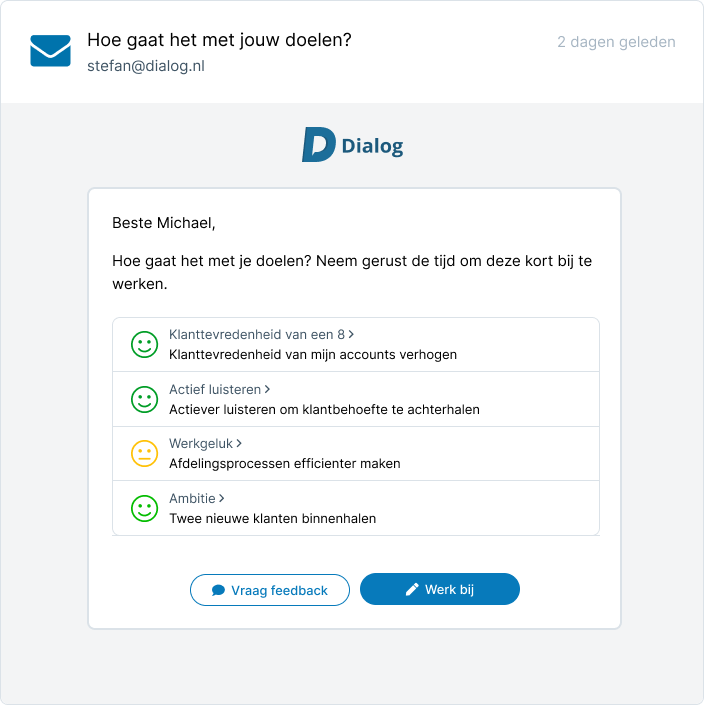 Hoe gaat het met jouw doelen?
2 dagen geleden
stefan@dialog.nl
Dialog
Beste Michael,
Hoe gaat het met je doelen? Neem gerust de tijd om deze kort bij te
werken.
Klanttevredenheid van een 8 >
Klanttevredenheid van mijn accounts verhogen
Actief luisteren >
Actiever luisteren om klantbehoefte te achterhalen
Werkgeluk >
Afdelingsprocessen efficienter maken
Ambitie >
Twee nieuwe klanten binnenhalen
Vraag feedback
Werk bij